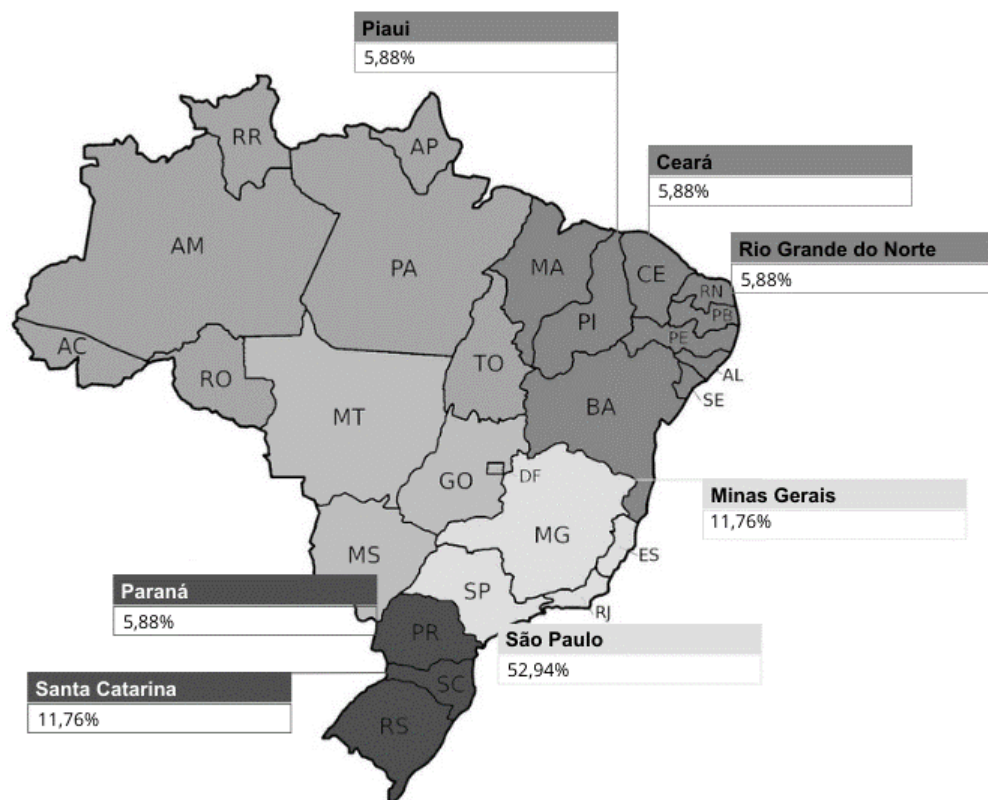 Piaui
5,88%
RR
AP
Ceará
5,88%
AM
PA
MA
CE
Rio Grande do Norte
5,88%
RN
PB
PI
PE
AC
RO
TO
AL
SE
MT
BA
GO
DF
Minas Gerais
11,76%
MG
MS
ES
SP
RJ
Paraná
5,88%
PR
São Paulo
52,94%
Santa Catarina
11,76%
SC
RS